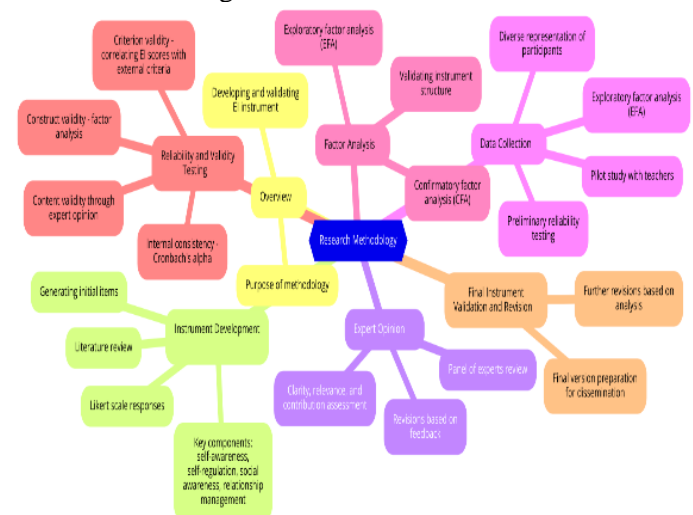 Exploratory factor analysis
(EFA)
Diverse representation of
participants
Criterion validity -
correlating EI scores with
external criteria
Validating instrument
structure
Developing and validating
EI instrument
Exploratory factor analysis
(EFA)
Construct validity - factor
analysis
Factor Analysis
Data Collection
Reliability and Validity
Testing
Pilot study with teachers
Confirmatory factor
analysis (CFA)
Overview
Content validity through
expert opinion
Preliminary reliability
testing
Internal consistency -
Cronbach's alpha
Research Methodology
Purpose of methodology
Generating initial items
Final Instrument
Validation and Revision
Further revisions based on
analysis
Instrument Development
Expert Opinion
Literature review
Panel of experts review
Final version preparation
for dissemination
Clarity, relevance, and
contribution assessment
Likert scale responses
Revisions based on
feedback
Key components:
self-awareness,
self-regulation, social
awareness, relationship
management